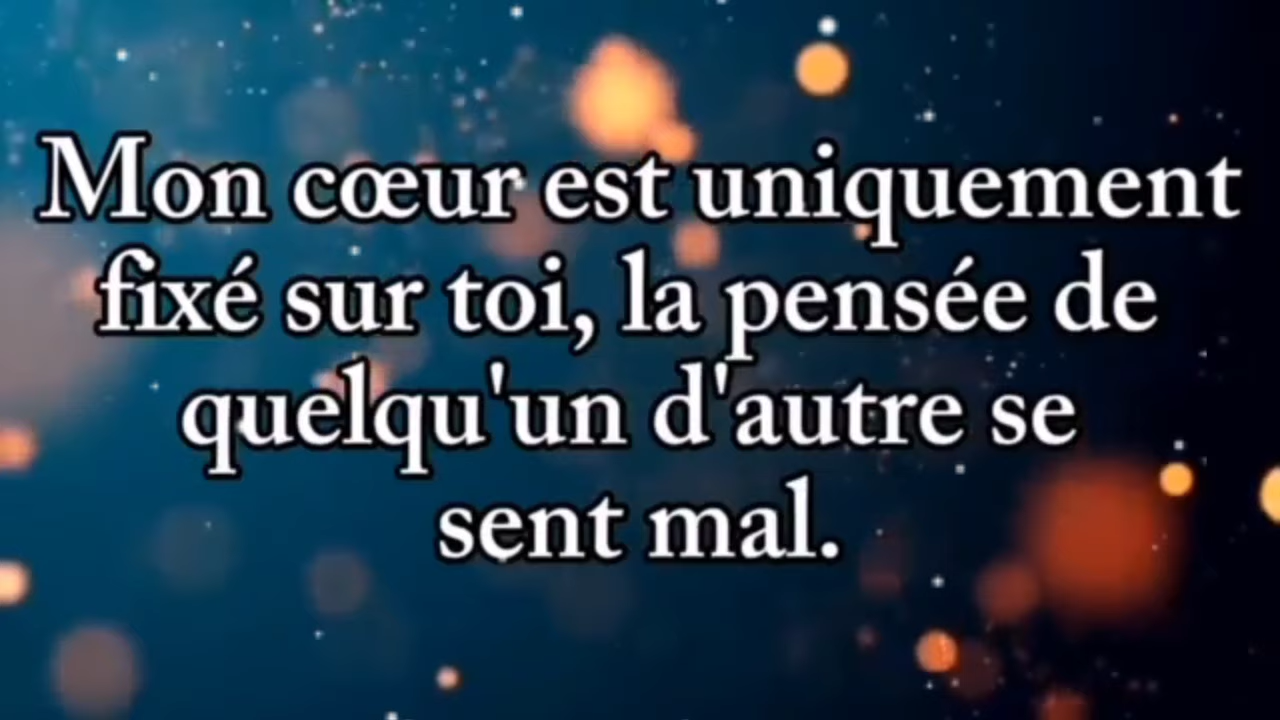 Mon cœur est uniquement
fixé sur toi, la pensée de
quelqu'un d'autre se
sent mal.